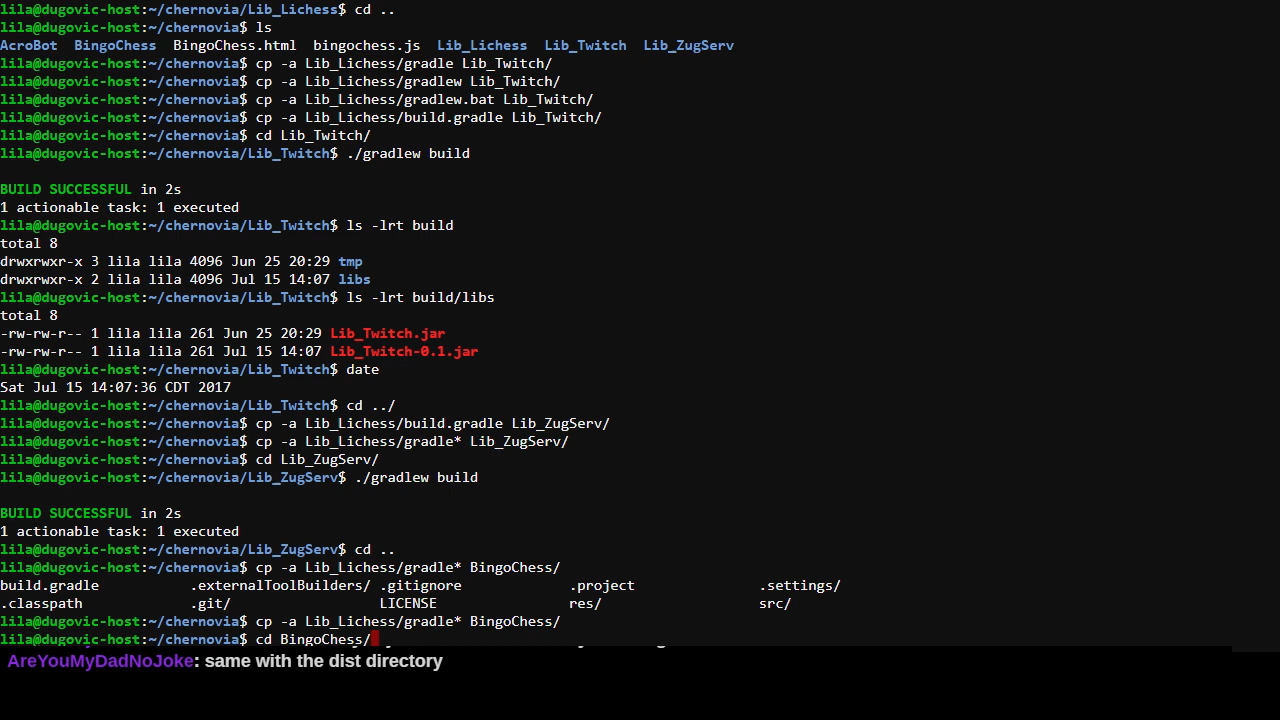 lila@dugovic-host:~/chernovia/Lib_Lichess$ cd ..
lila@dugovic-host:~/chernovia$ ls
AcroBot  BingoChess  BingoChess.html  bingochess.js  Lib_Lichess  Lib_Twitch  Lib_ZugServ
lila@dugovic-host:~/chernovia$ cp -a Lib_Lichess/gradle Lib_Twitch/
lila@dugovic-host:~/chernovia$ cp -a Lib_Lichess/gradlew Lib_Twitch/
lila@dugovic-host:~/chernovia$ cp -a Lib_Lichess/gradlew.bat Lib_Twitch/
lila@dugovic-host:~/chernovia$ cp -a Lib_Lichess/build.gradle Lib_Twitch/
lila@dugovic-host:~/chernovia$ cd Lib_Twitch/
lila@dugovic-host:~/chernovia/Lib_Twitch$ ./gradlew build
BUILD SUCCESSFUL in 2s
1 actionable task: 1 executed
lila@dugovic-host:~/chernovia/Lib_Twitch$ ls -lrt build
total 8
drwxrwxr-x 3 lila lila 4096 Jun 25 20:29 tmp
drwxrwxr-x 2 lila lila 4096 Jul 15 14:07 libs
lila@dugovic-host:~/chernovia/Lib_Twitch$ ls -lrt build/libs
total 8
-rw-rw-r-- 1 lila lila 261 Jun 25 20:29 Lib_Twitch.jar
-rw-rw-r-- 1 lila lila 261 Jul 15 14:07 Lib_Twitch-0.1.jar
lila@dugovic-host:~/chernovia/Lib_Twitch$ date
Sat Jul 15 14:07:36 CDT 2017
lila@dugovic-host:~/chernovia/Lib_Twitch$ cd ../
lila@dugovic-host:~/chernovia$ cp -a Lib_Lichess/build.gradle Lib_ZugServ/
lila@dugovic-host:~/chernovia$ cp -a Lib_Lichess/gradle* Lib_ZugServ/
lila@dugovic-host:~/chernovia$ cd Lib_ZugServ/
lila@dugovic-host:~/chernovia/Lib_ZugServ$ ./gradlew build
BUILD SUCCESSFUL in 2s
1 actionable task: 1 executed
lila@dugovic-host:~/chernovia/Lib_ZugServ$ cd ..
lila@dugovic-host:~/chernovia$ cp -a Lib_Lichess/gradle* BingoChess/
build.gradle  .externalToolBuilders/  .gitignore  .project  .settings/
.classpath  .git/  LICENSE  res/  src/
lila@dugovic-host:~/chernovia$ cp -a Lib_Lichess/gradle* BingoChess/
lila@dugovic-host:~/chernovia$ cd BingoChess/
AreYouMyDadNoJoke: same with the dist directory